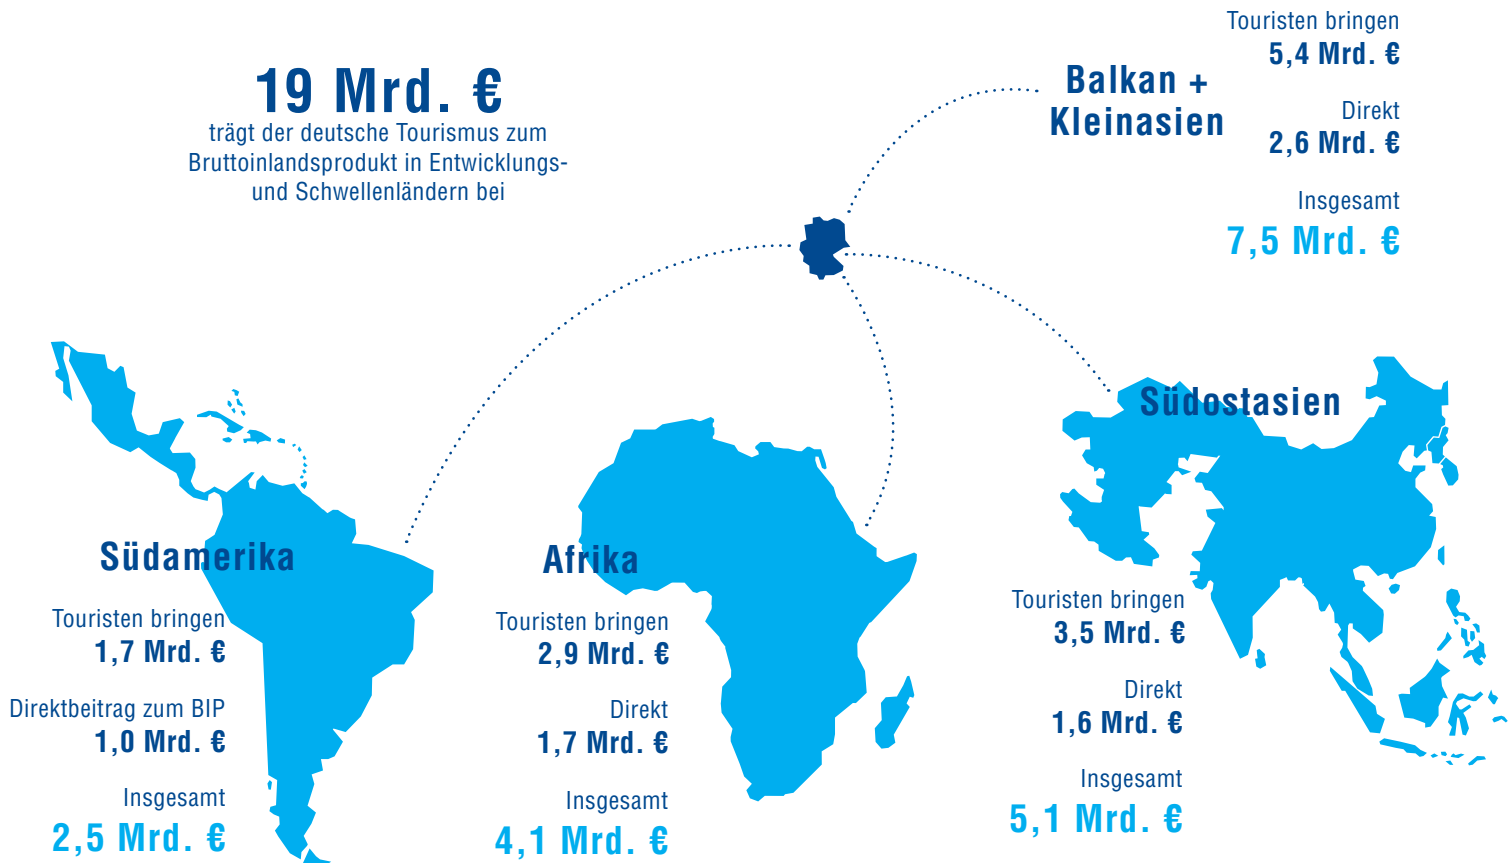 19 Mrd. €
trägt der deutsche Tourismus zum
Bruttoinlandsprodukt in Entwicklungs-
und Schwellenländern bei
Balkan +
Kleinasien
Touristen bringen
5,4 Mrd. €
Direkt
2,6 Mrd. €
Insgesamt
7,5 Mrd. €
Südamerika
Touristen bringen
1,7 Mrd. €
Direktbeitrag zum BIP
1,0 Mrd. €
Insgesamt
2,5 Mrd. €
Afrika
Touristen bringen
2,9 Mrd. €
Direkt
1,7 Mrd. €
Insgesamt
4,1 Mrd. €
Südostasien
Touristen bringen
3,5 Mrd. €
Direkt
1,6 Mrd. €
Insgesamt
5,1 Mrd. €